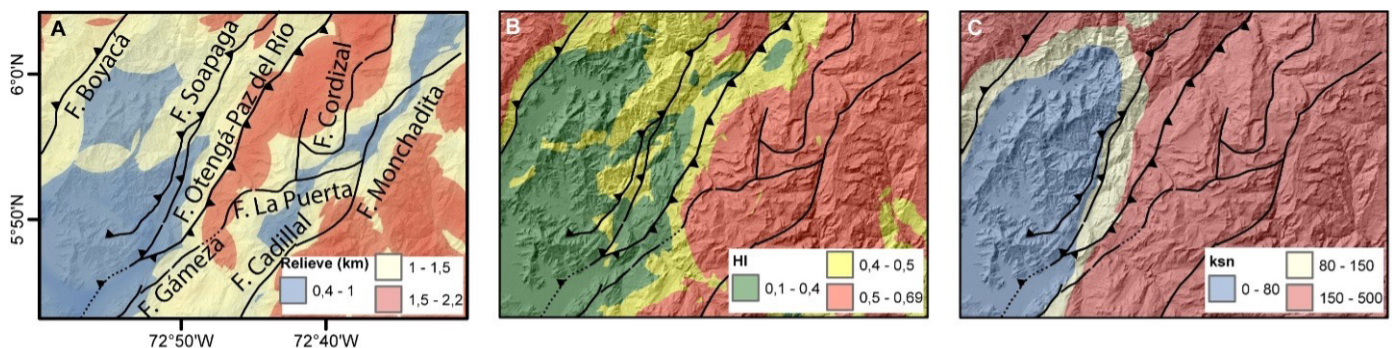 A
F. Boyacá
F. Soapaga
F. Otengá-Paz del Río
F. Cordizal
F. Monchadita
F. La Puerta
F. Cadillal
F. Gámeza
6°0'N
5°50'N
72°50'W
72°40'W
Relieve (km)
0,4 - 1
1 - 1,5
1,5 - 2,2
B
HI
0,1 - 0,4
0,4 - 0,5
0,5 - 0,69
C
ksn
0 - 80
80 - 150
150 - 500